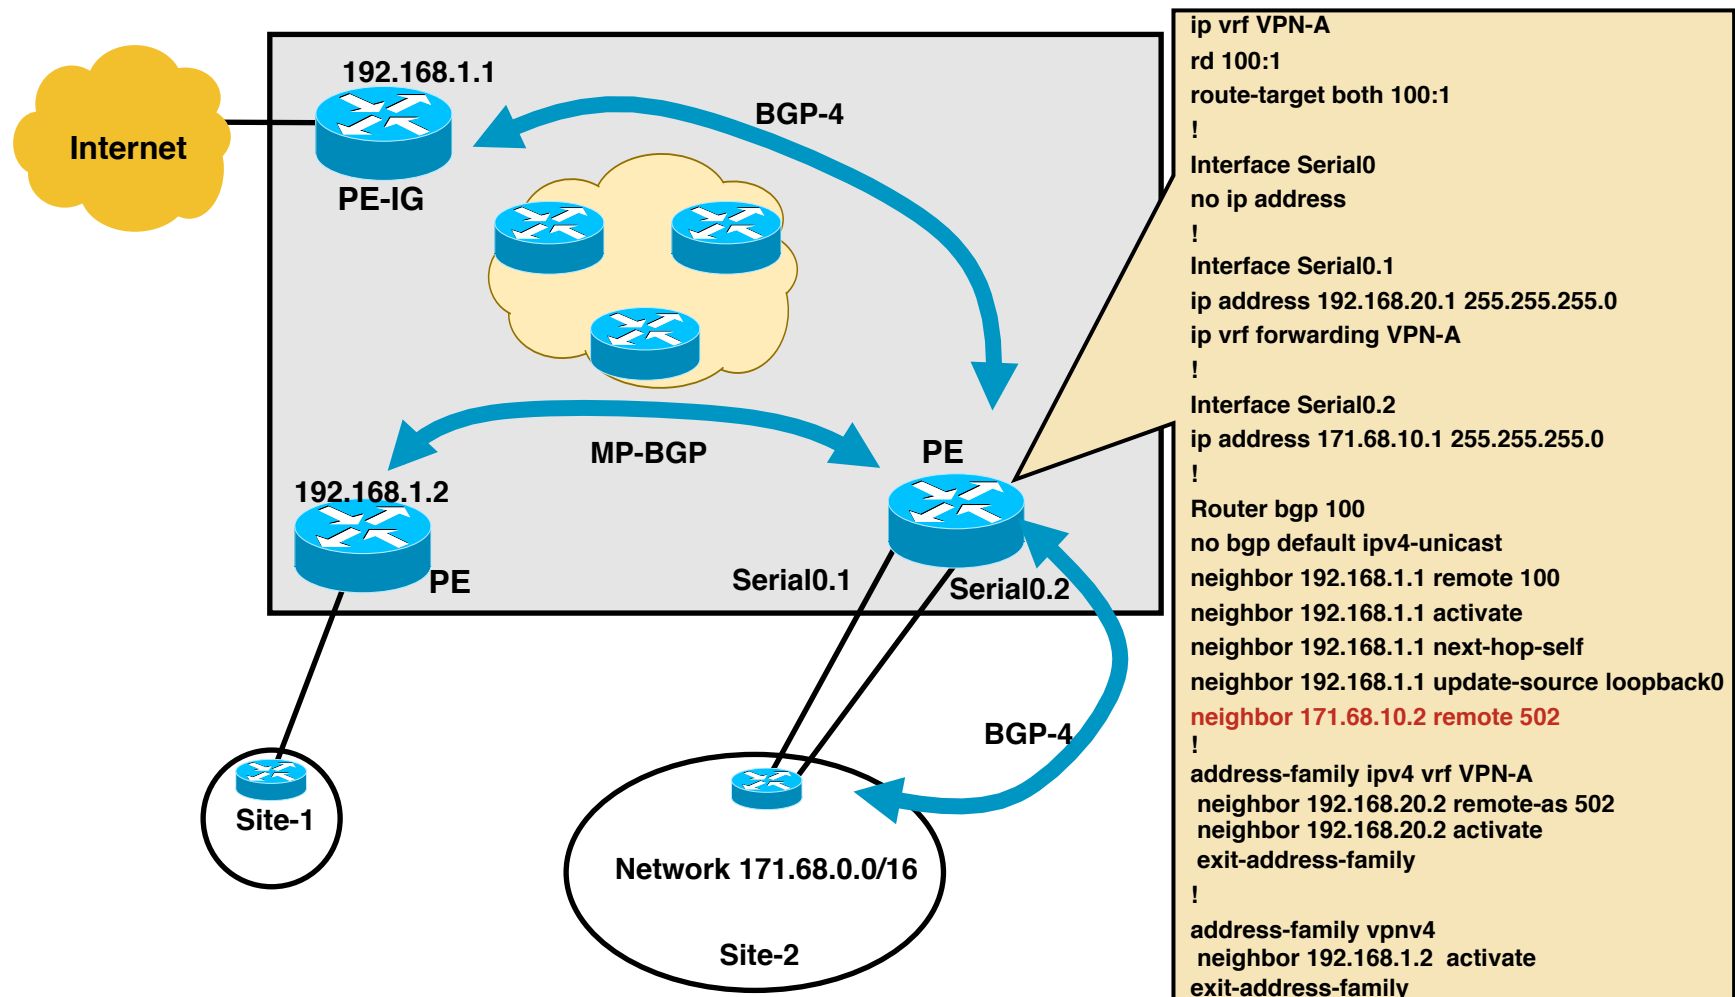 Internet
192.168.1.1
PE-IG
BGP-4
MP-BGP
192.168.1.2
PE
PE
Serial0.1
Serial0.2
BGP-4
Site-1
Network 171.68.0.0/16
Site-2
ip vrf VPN-A
rd 100:1
route-target both 100:1
!
Interface Serial0
no ip address
!
Interface Serial0.1
ip address 192.168.20.1 255.255.255.0
ip vrf forwarding VPN-A
!
Interface Serial0.2
ip address 171.68.10.1 255.255.255.0
!
Router bgp 100
no bgp default ipv4-unicast
neighbor 192.168.1.1 remote 100
neighbor 192.168.1.1 activate
neighbor 192.168.1.1 next-hop-self
neighbor 192.168.1.1 update-source loopback0
neighbor 171.68.10.2 remote 502
!
address-family ipv4 vrf VPN-A
neighbor 192.168.20.2 remote-as 502
neighbor 192.168.20.2 activate
exit-address-family
!
address-family vpnv4
neighbor 192.168.1.2 activate
exit-address-family